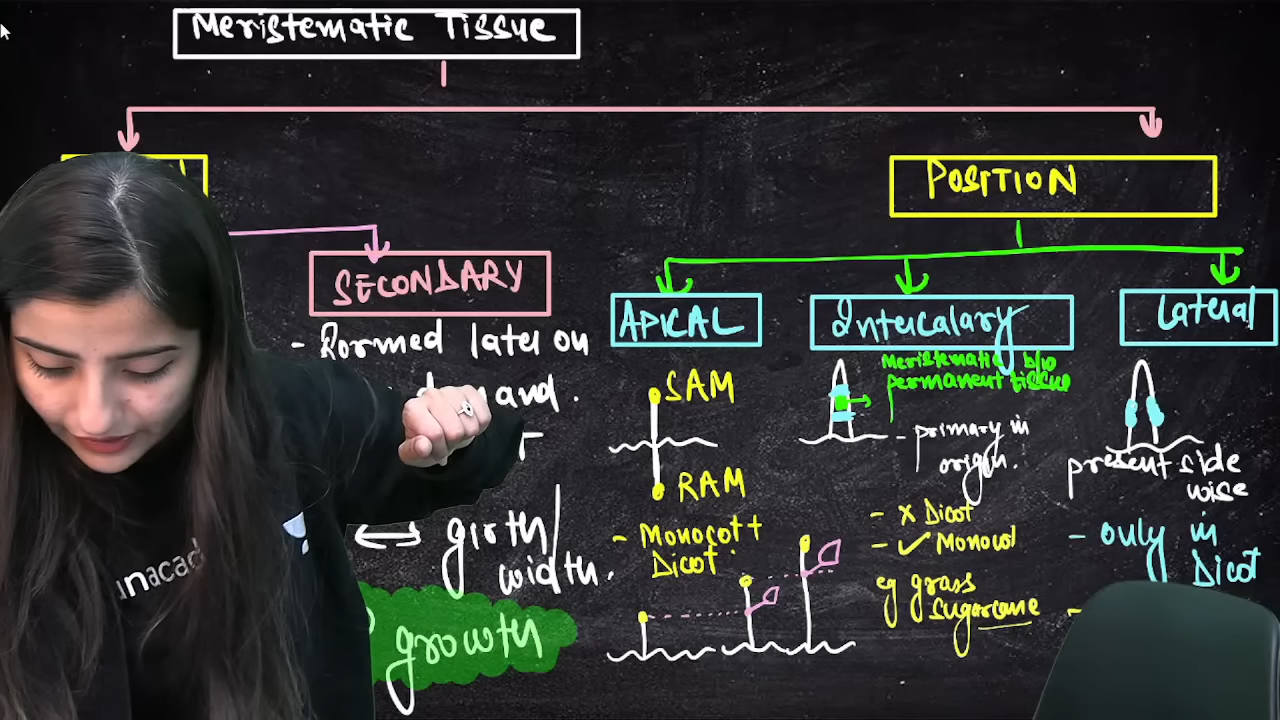 Meristematic Tissue
POSITION
SECONDARY
- Formed later on
demand.
girth/
width.
growth
APICAL
SAM
RAM
- Monocot +
Dicot
Intercalary
Meristematic b/w
permanent tissue
- primary in
origin.
- x Dicot
- ✓ Monocot
eg grass
sugarcane
Lateral
present side
wise
- only in
Dicot
unacad